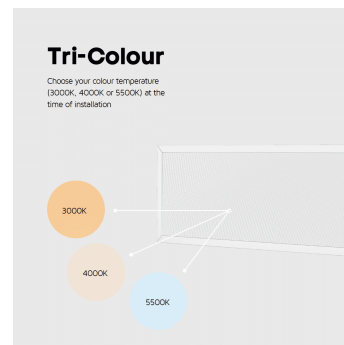 Tri-Colour
Choose your colour temperature
(3000K, 4000K or 5500K) at the
time of installation
3000K
4000K
5500K